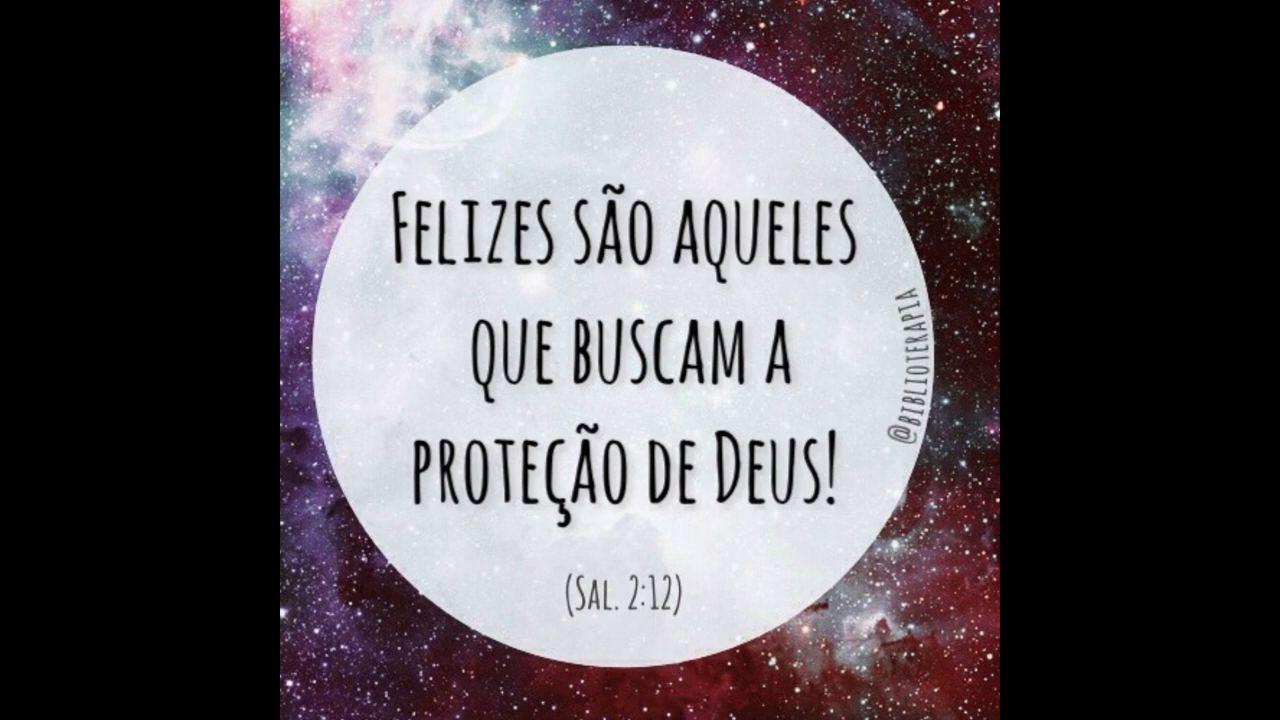 Felizes são aqueles
que buscam a
proteção de Deus!
(Sal. 2:12)
@biblioterapia